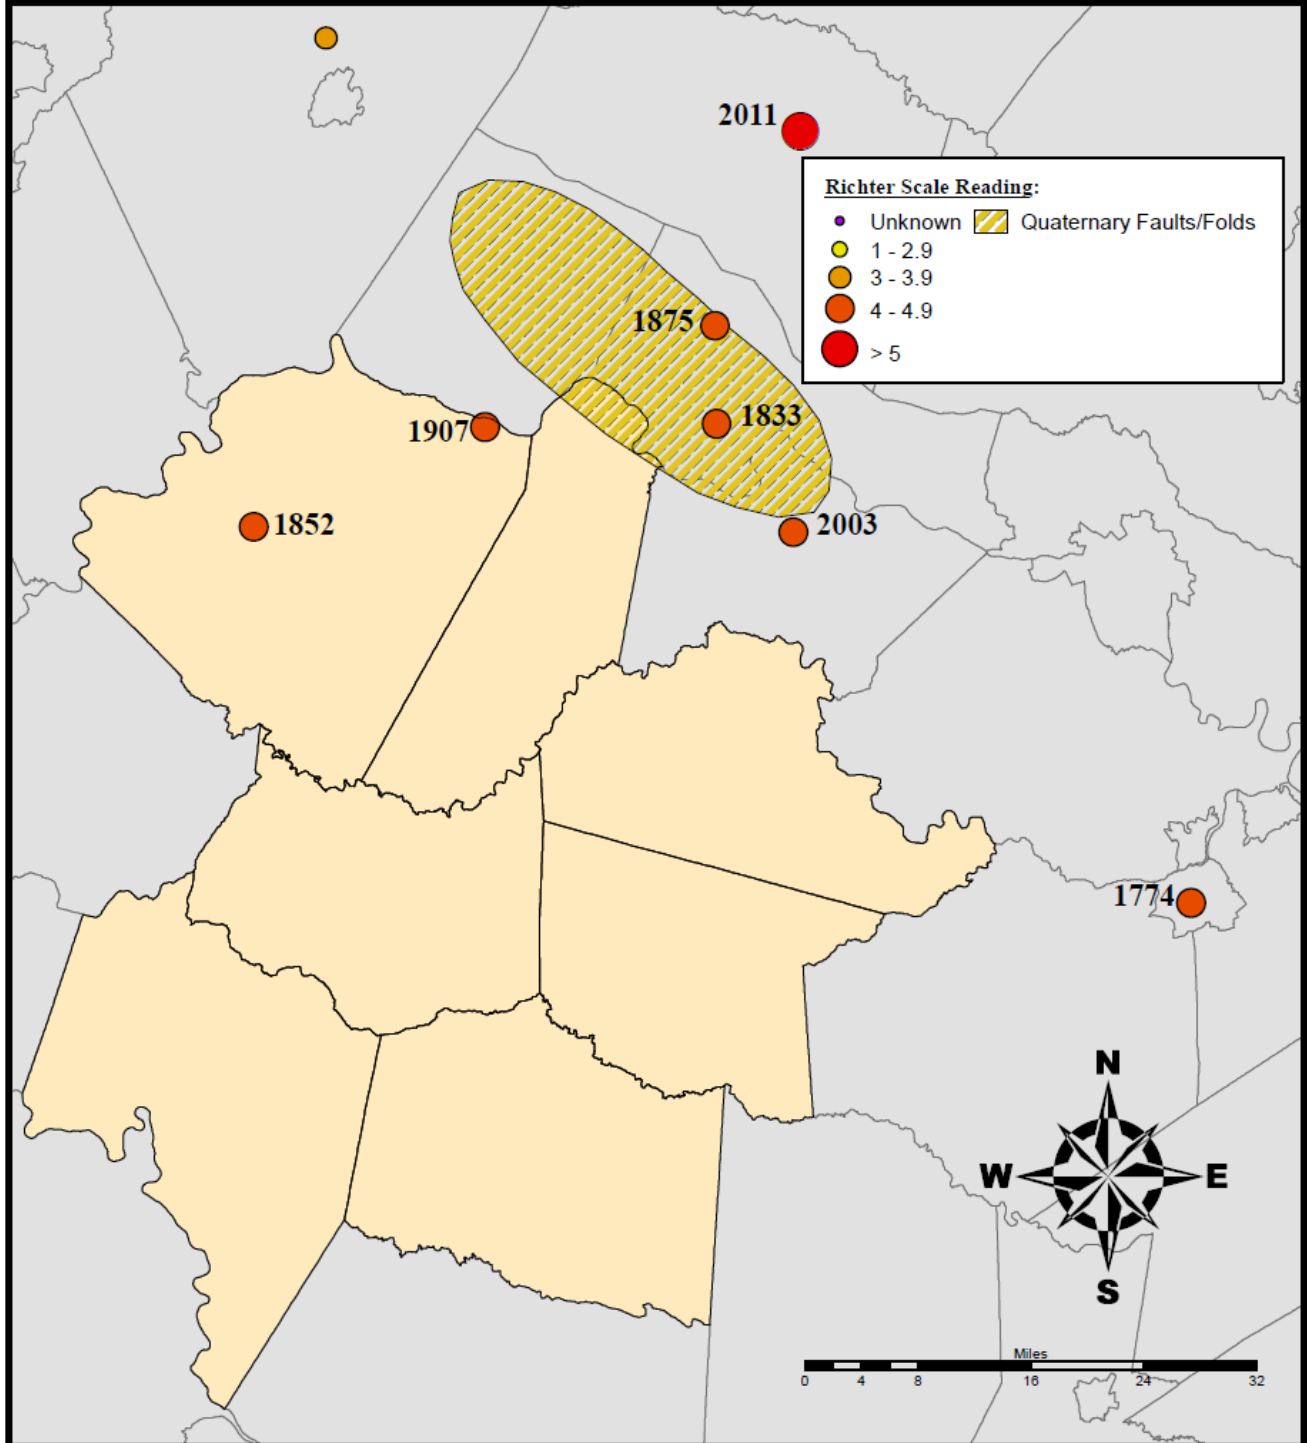 2011
Richter Scale Reading:
Unknown
Quaternary Faults/Folds
1 - 2.9
3 - 3.9
4 - 4.9
> 5
1875
1833
1907
1852
2003
1774
N
W
E
S
Miles
0 4 8 16 24 32